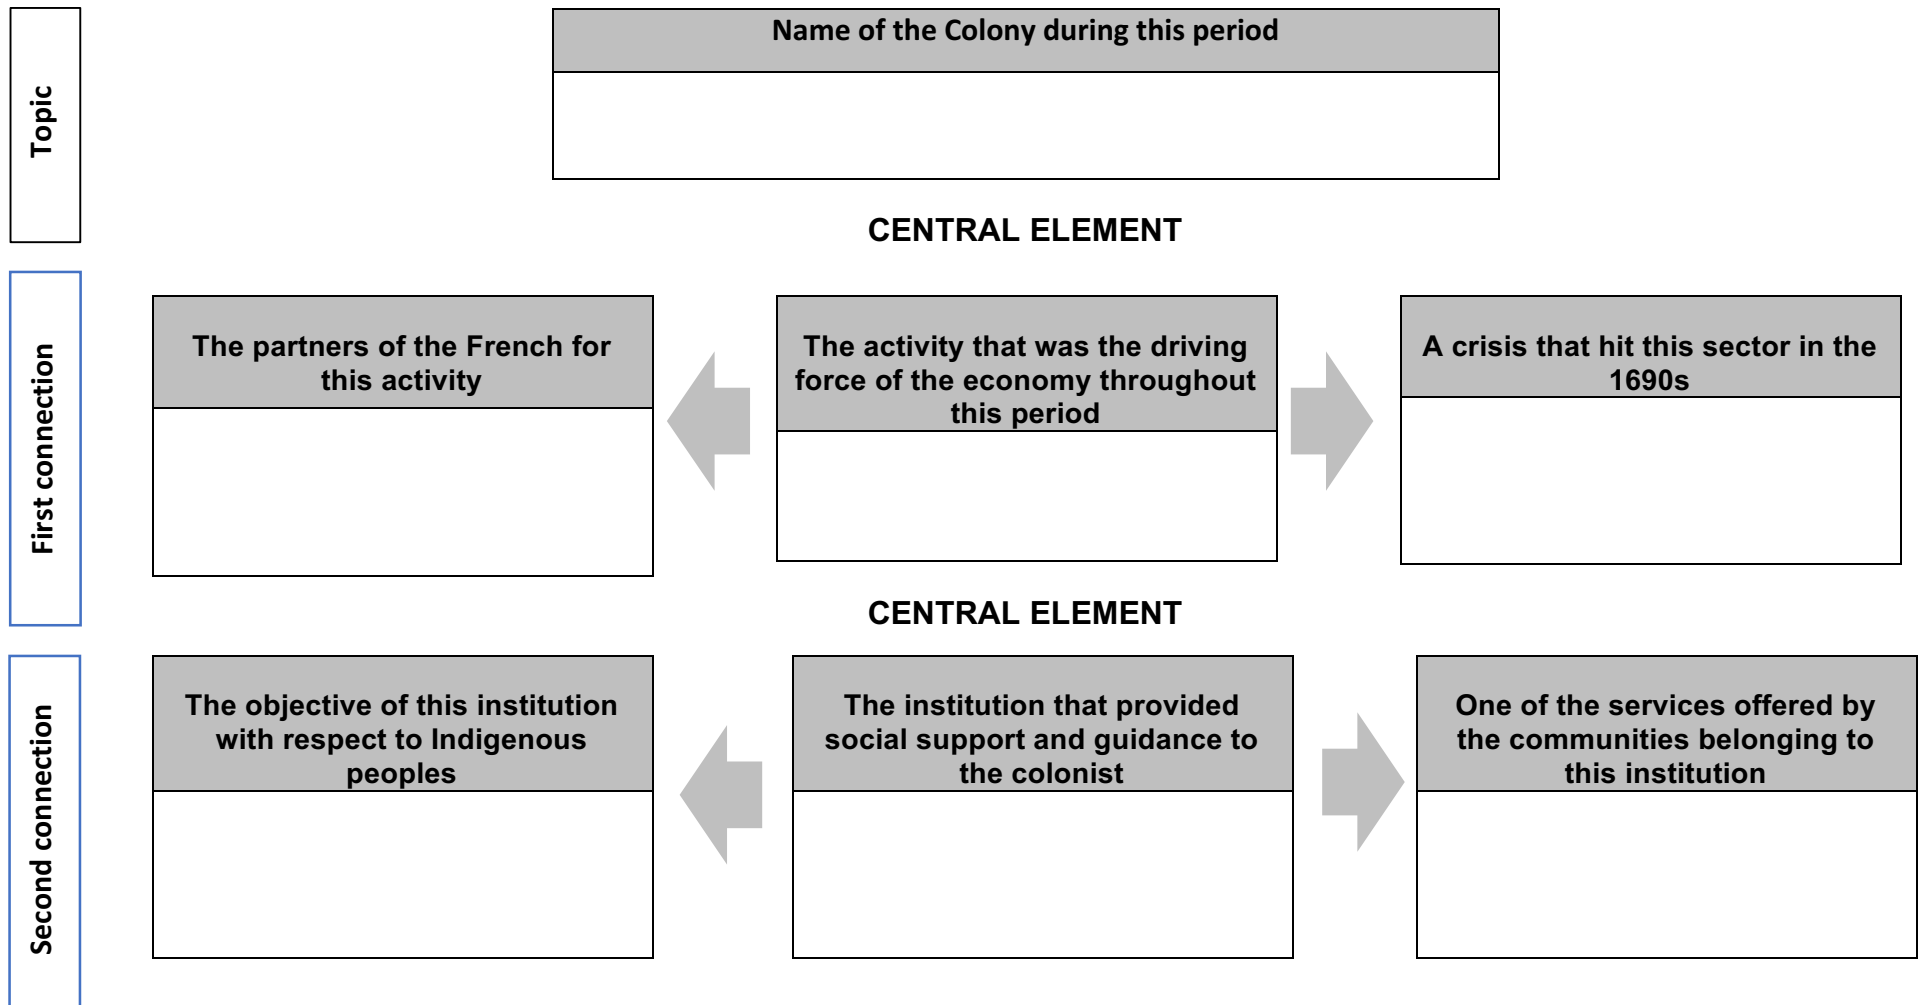 Topic
Name of the Colony during this period
CENTRAL ELEMENT
First connection
The partners of the French for
this activity
The activity that was the driving
force of the economy throughout
this period
A crisis that hit this sector in the
1690s
CENTRAL ELEMENT
Second connection
The objective of this institution
with respect to Indigenous
peoples
The institution that provided
social support and guidance to
the colonist
One of the services offered by
the communities belonging to
this institution